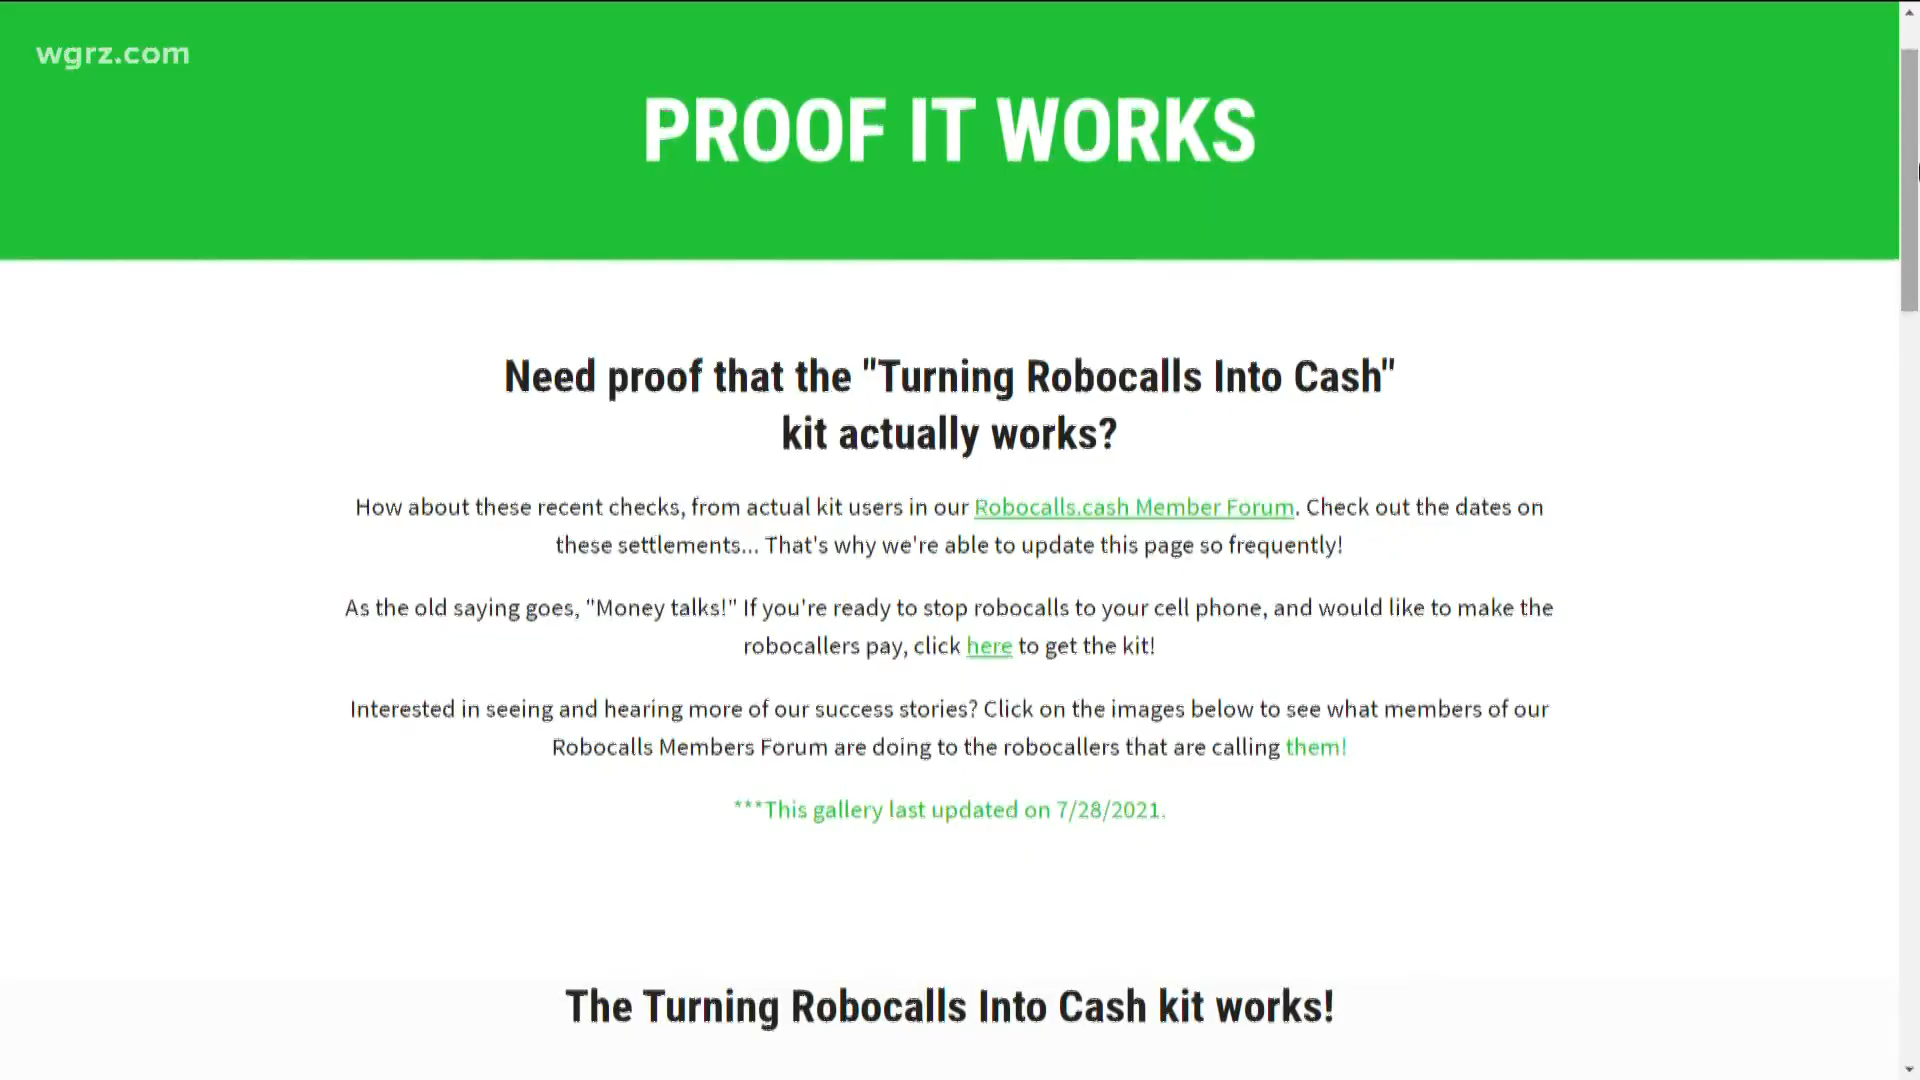 wgrz.com
PROOF IT WORKS
Need proof that the "Turning Robocalls Into Cash"
kit actually works?
How about these recent checks, from actual kit users in our Robocalls.cash Member Forum. Check out the dates on
these settlements... That's why we're able to update this page so frequently!
As the old saying goes, "Money talks!" If you're ready to stop robocalls to your cell phone, and would like to make the
robocallers pay, click here to get the kit!
Interested in seeing and hearing more of our success stories? Click on the images below to see what members of our
Robocalls Members Forum are doing to the robocallers that are calling them!
***This gallery last updated on 7/28/2021.
The Turning Robocalls Into Cash kit works!